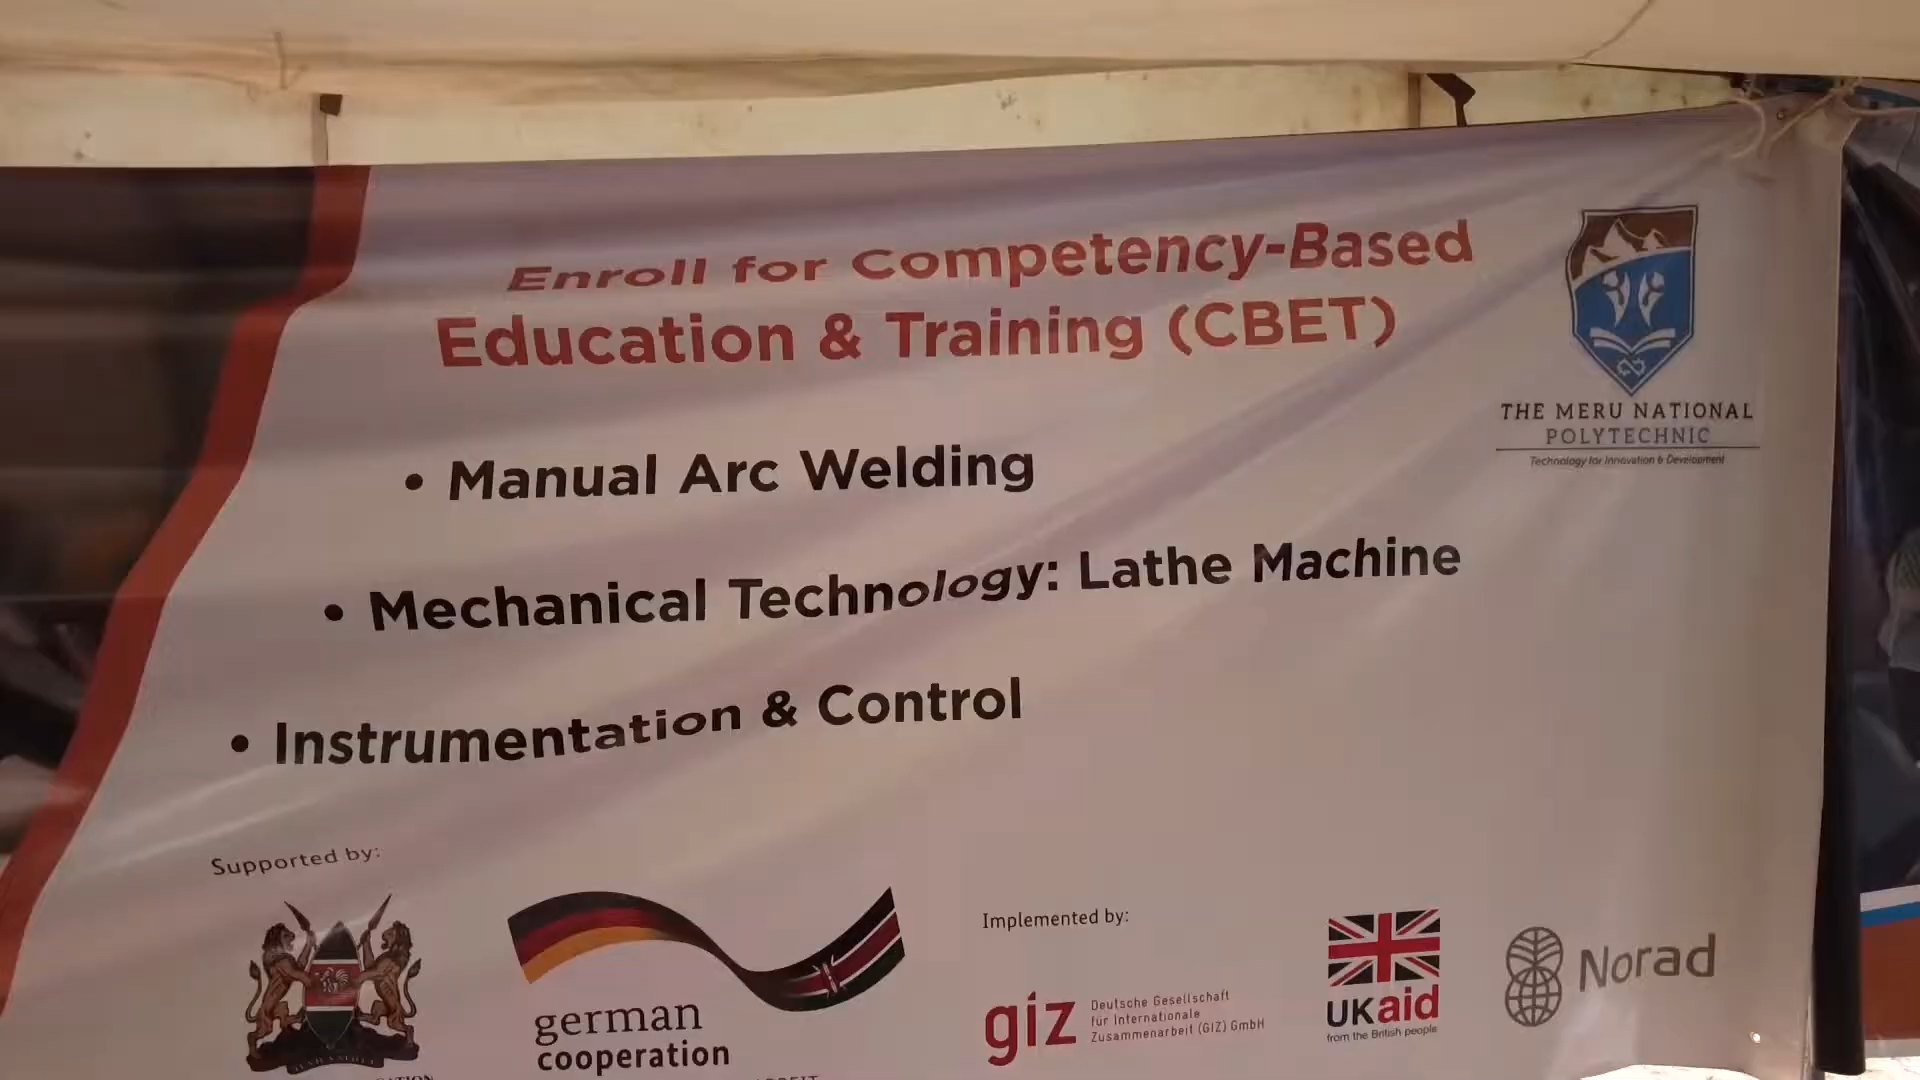 Enroll for Competency-Based
Education & Training (CBET)
THE MERU NATIONAL
POLYTECHNIC
Technology for Innovation & Development
• Manual Arc Welding
• Mechanical Technology: Lathe Machine
• Instrumentation & Control
Supported by:
german
cooperation
Implemented by:
giz
Deutsche Gesellschaft
für Internationale
Zusammenarbeit (GIZ) GmbH
UKaid
from the British people
Norad